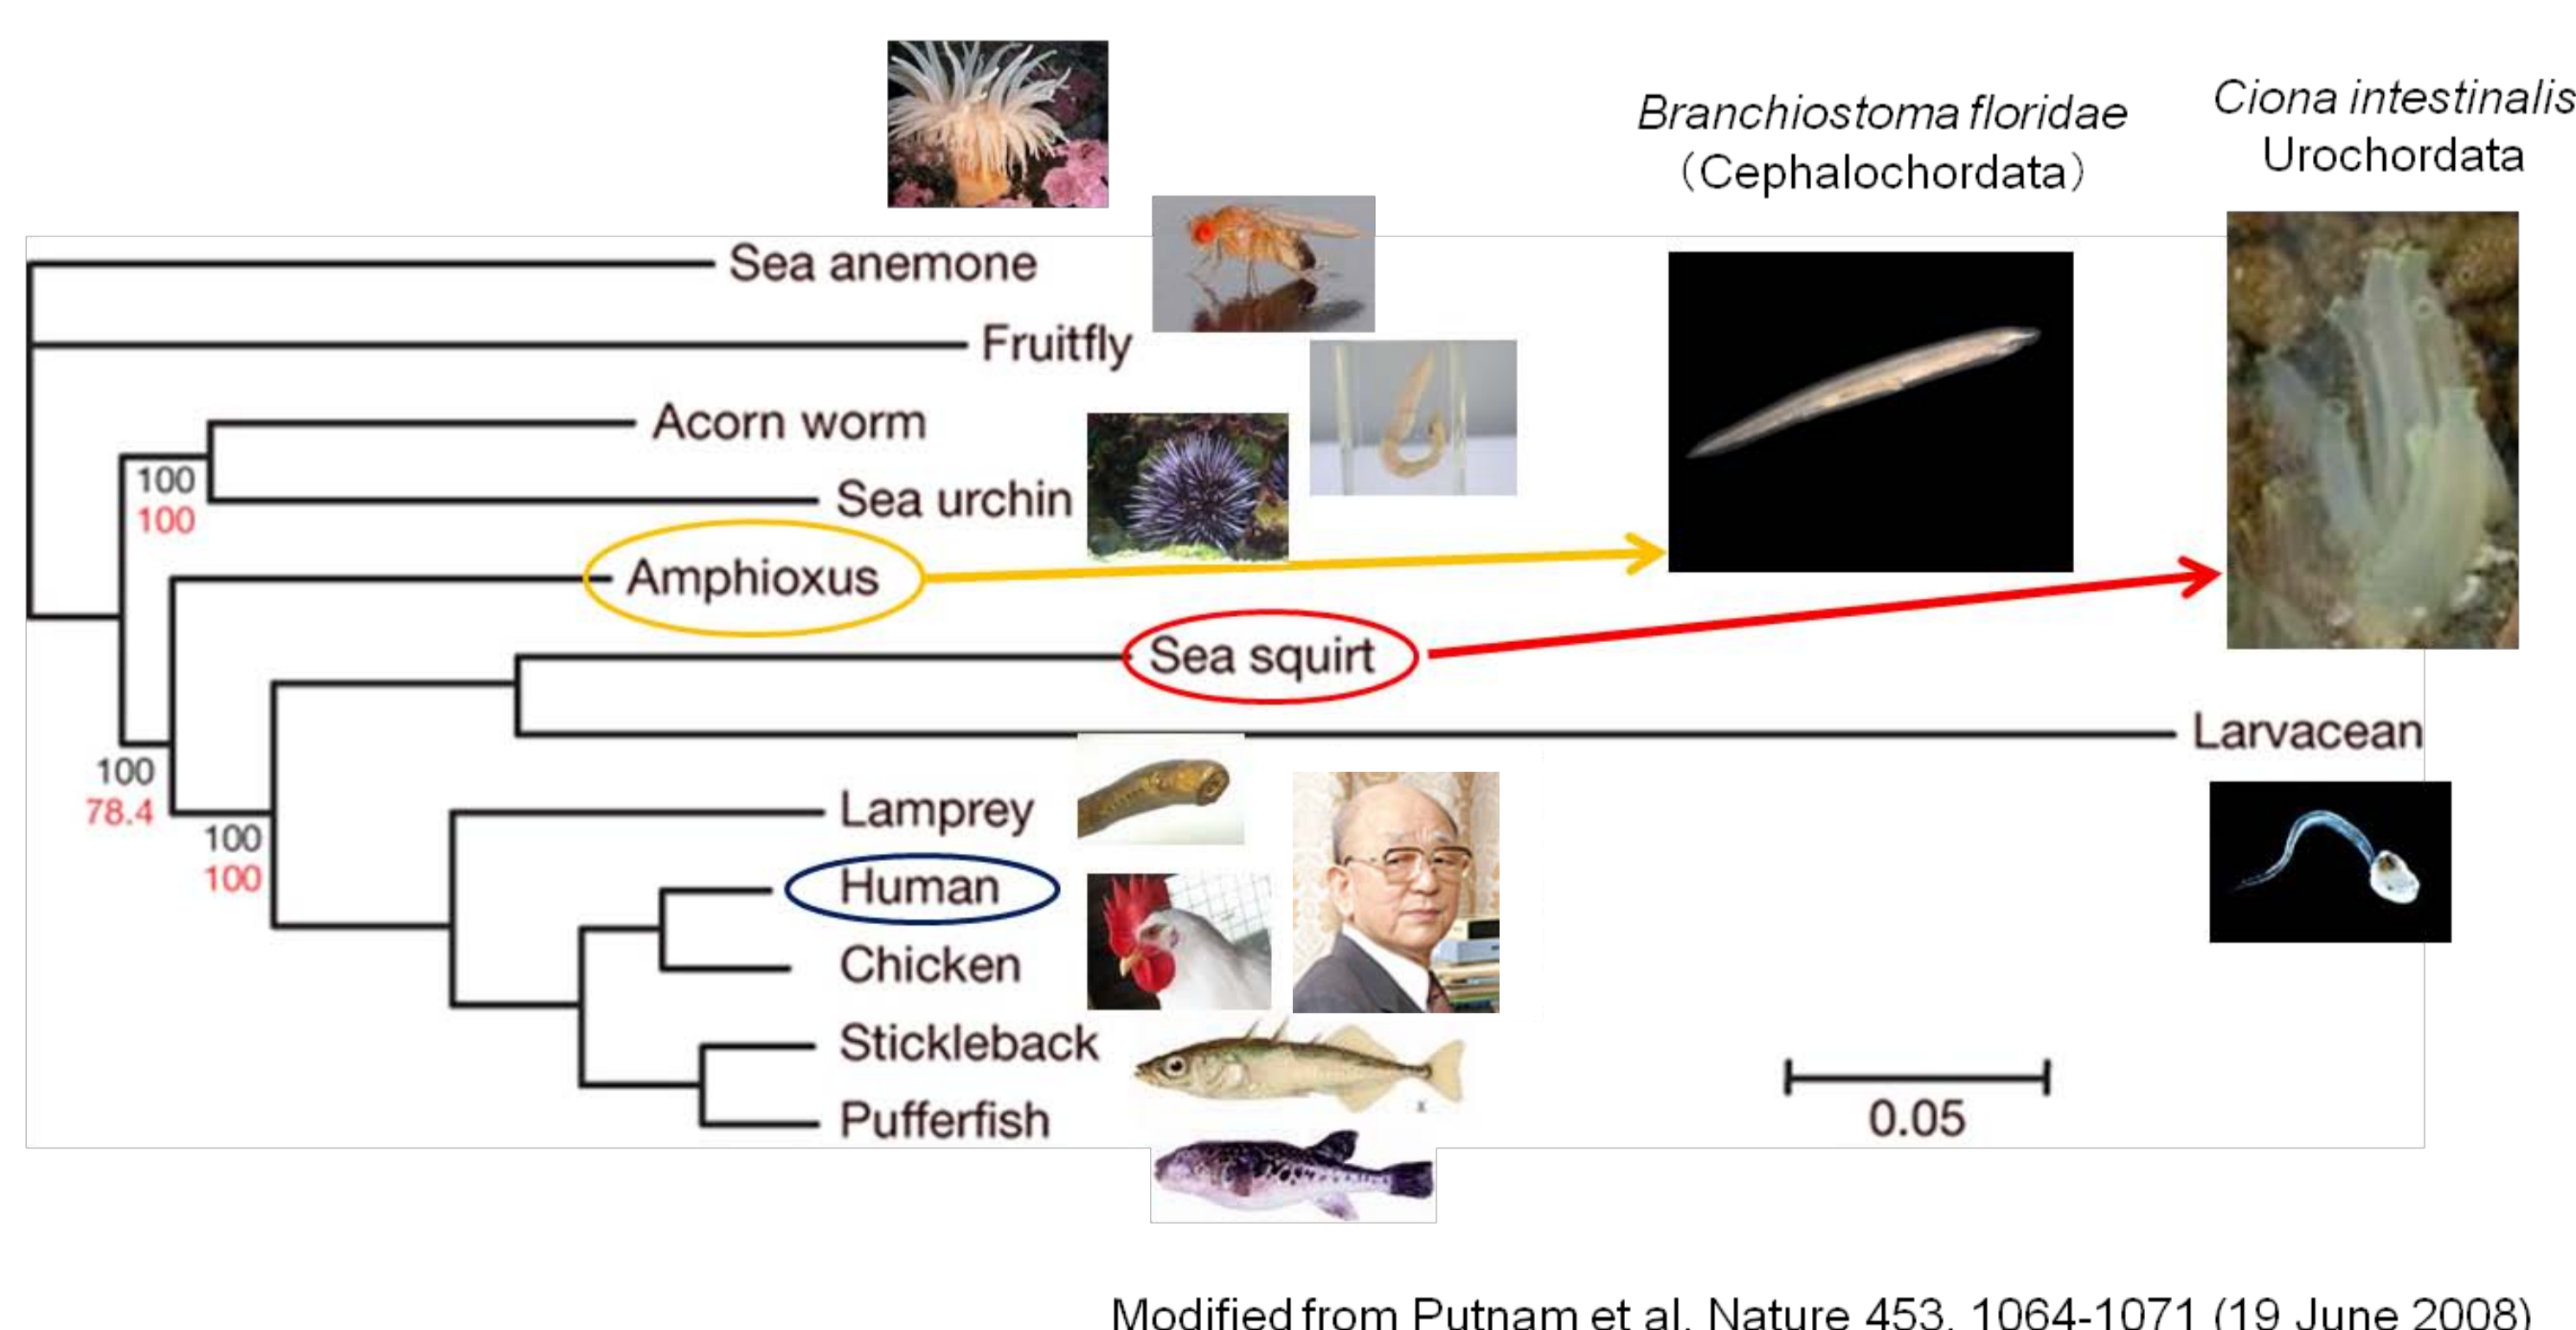 Branchiostoma floridae
（Cephalochordata）
Ciona intestinalis
Urochordata
Sea anemone
Fruitfly
Acorn worm
100
100
Sea urchin
Amphioxus
Sea squirt
Larvacean
100
78.4
Lamprey
100
100
Human
Chicken
Stickleback
x
Pufferfish
0.05
Modified from Putnam et al. Nature 453, 1064-1071 (19 June 2008)